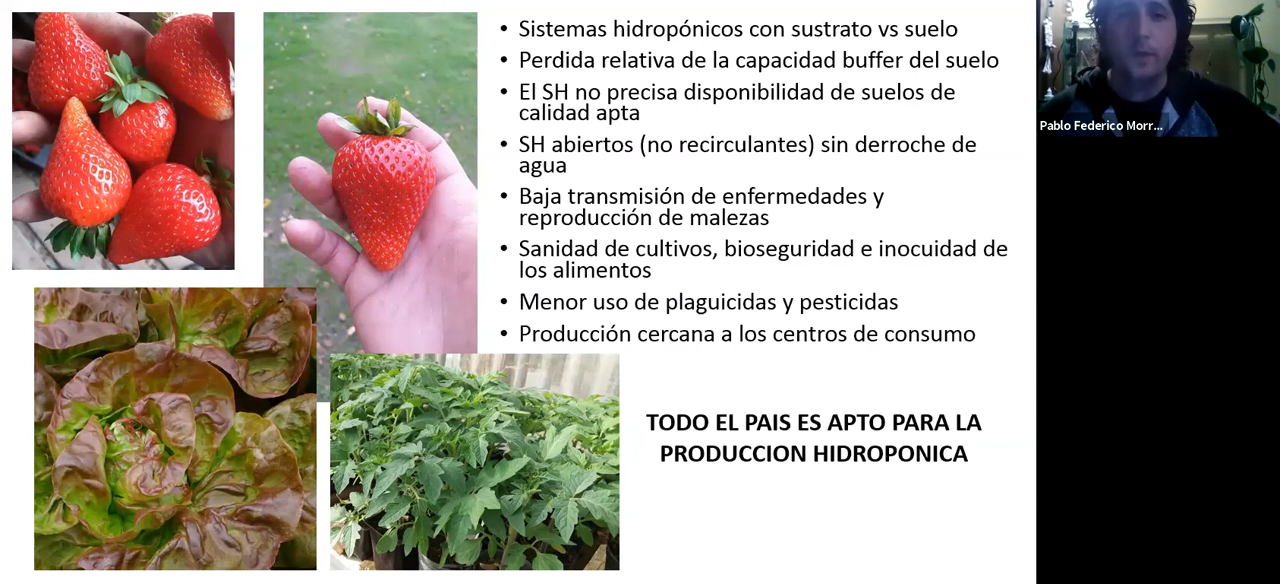 • Sistemas hidropónicos con sustrato vs suelo
• Perdida relativa de la capacidad buffer del suelo
• El SH no precisa disponibilidad de suelos de
calidad apta
• SH abiertos (no recirculantes) sin derroche de
agua
• Baja transmisión de enfermedades y
reproducción de malezas
• Sanidad de cultivos, bioseguridad e inocuidad de
los alimentos
• Menor uso de plaguicidas y pesticidas
• Producción cercana a los centros de consumo
TODO EL PAIS ES APTO PARA LA
PRODUCCION HIDROPONICA
Pablo Federico Morr...